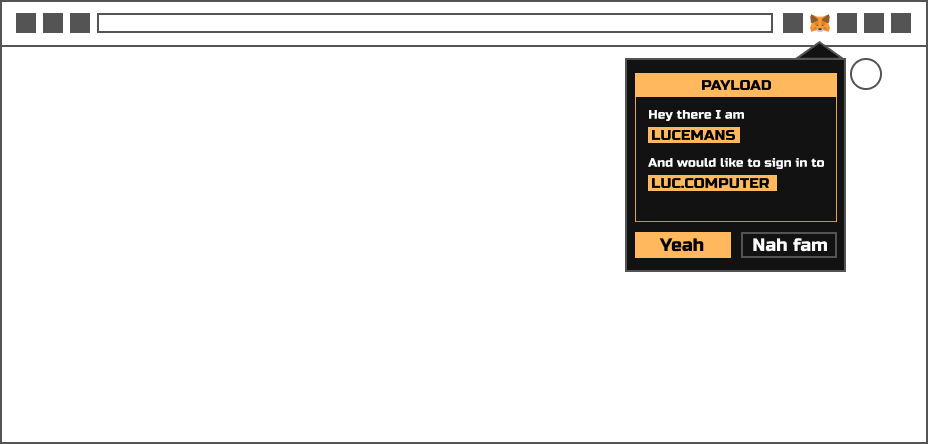 PAYLOAD
Hey there I am
LUCEMANS
And would like to sign in to
LUC.COMPUTER
Yeah
Nah fam